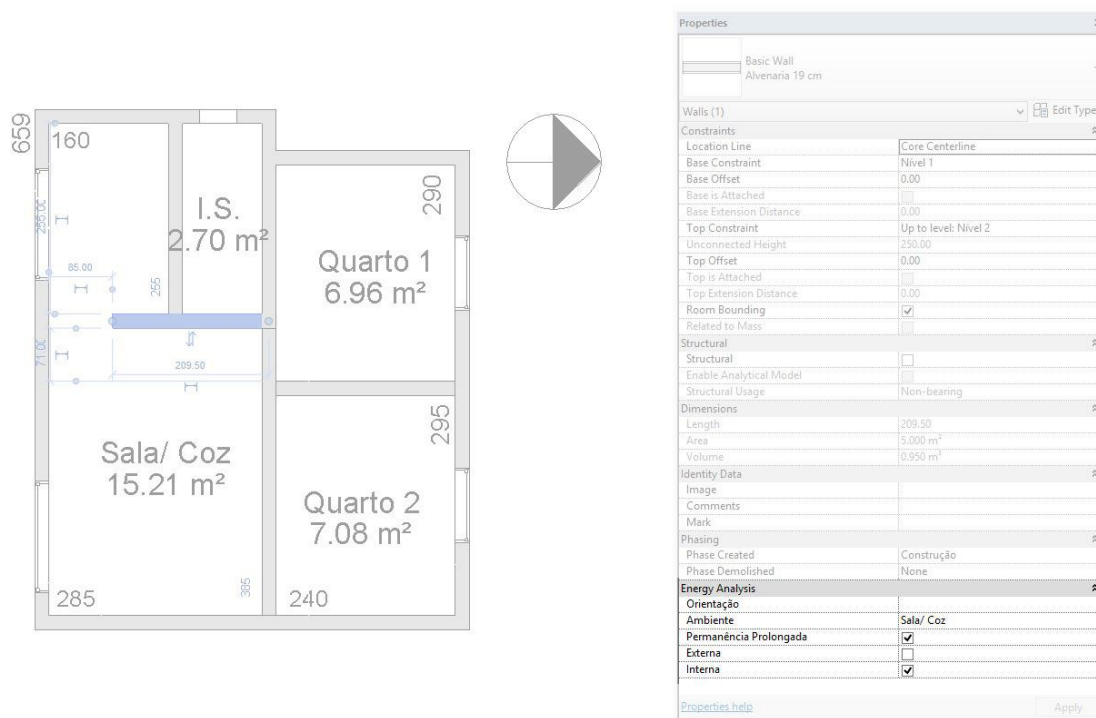 659
160
290
I.S.
2.70 m²
255.00
Quarto 1
6.96 m²
85.00
255
71.00
209.50
295
Sala/ Coz
15.21 m²
Quarto 2
7.08 m²
385
285
240
Properties
Basic Wall
Alvenaria 19 cm
Walls (1) Edit Type
Constraints
Location Line Core Centerline
Base Constraint Nível 1
Base Offset 0.00
Base is Attached
Base Extension Distance 0.00
Top Constraint Up to level: Nível 2
Unconnected Height 250.00
Top Offset 0.00
Top is Attached
Top Extension Distance 0.00
Room Bounding
Related to Mass
Structural
Structural
Enable Analytical Model
Structural Usage Non-bearing
Dimensions
Length 209.50
Area 5.000 m²
Volume 0.950 m³
Identity Data
Image
Comments
Mark
Phasing
Phase Created Construção
Phase Demolished None
Energy Analysis
Orientação
Ambiente Sala/ Coz
Permanência Prolongada
Externa
Interna
Properties help Apply